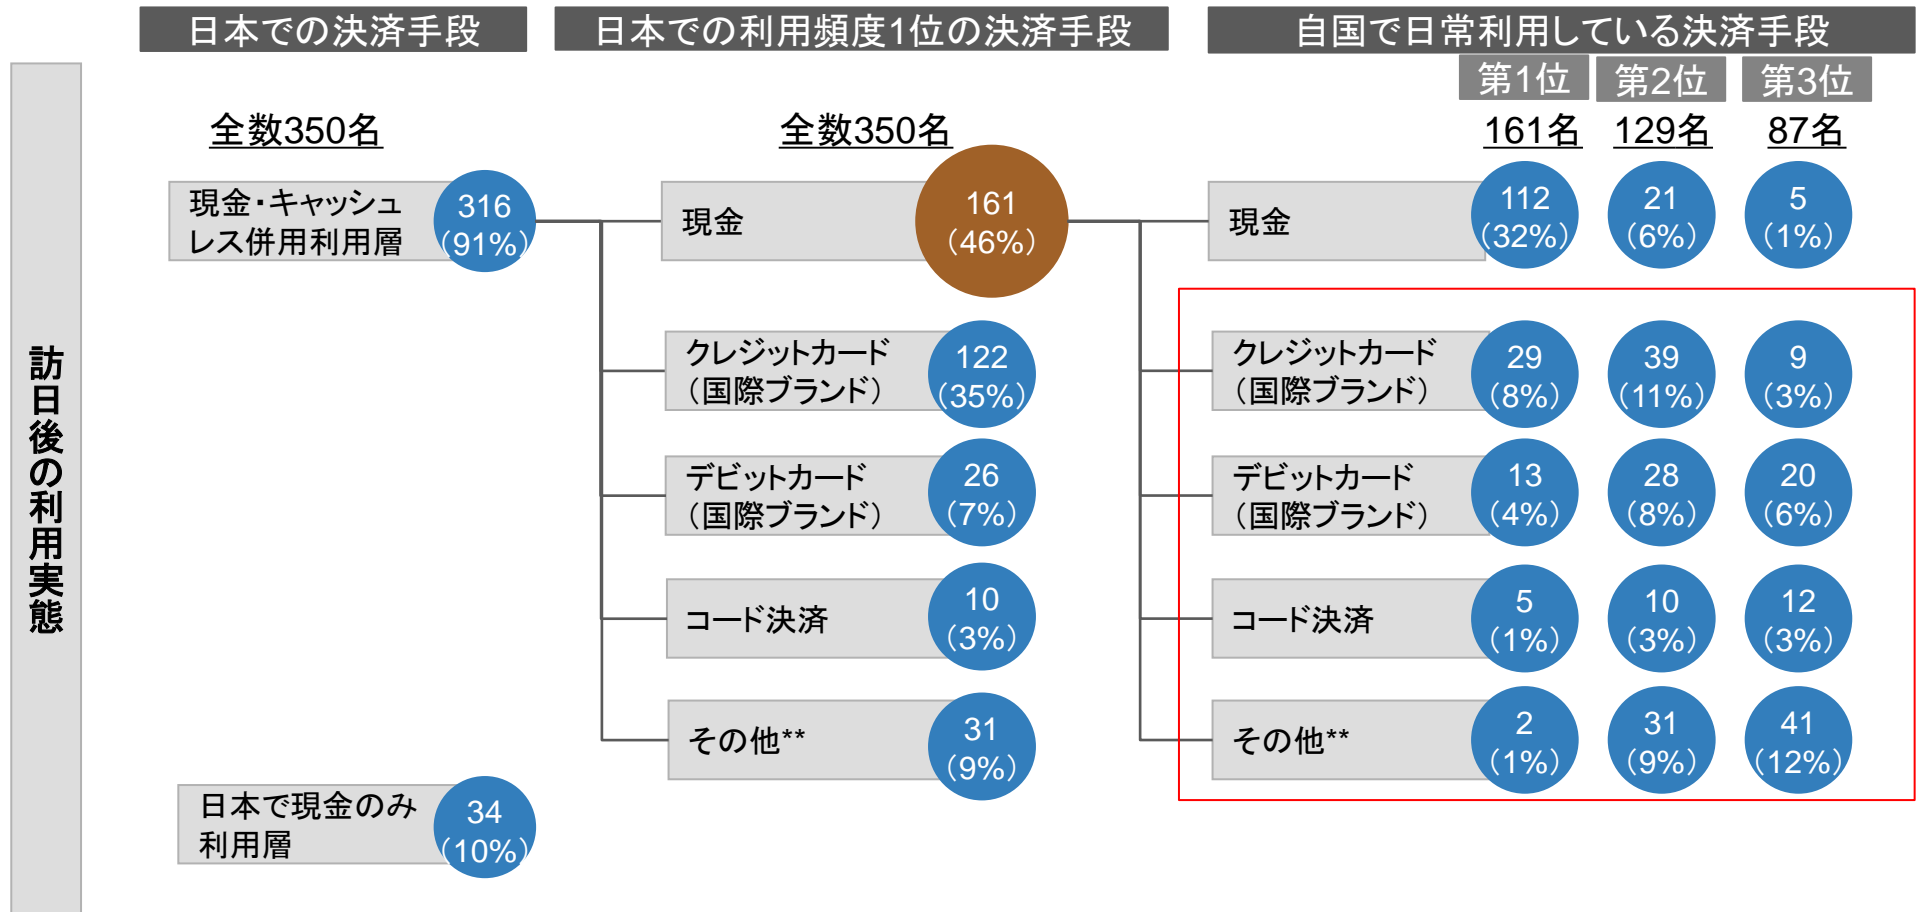 日本での決済手段
日本での利用頻度1位の決済手段
自国で日常利用している決済手段
第1位
第2位
第3位
全数350名
全数350名
161名
129名
87名
訪日後の利用実態
現金・キャッシュ
レス併用利用層
316
(91%)
現金
161
(46%)
現金
112
(32%)
21
(6%)
5
(1%)
クレジットカード
(国際ブランド)
122
(35%)
クレジットカード
(国際ブランド)
29
(8%)
39
(11%)
9
(3%)
デビットカード
(国際ブランド)
26
(7%)
デビットカード
(国際ブランド)
13
(4%)
28
(8%)
20
(6%)
コード決済
10
(3%)
コード決済
5
(1%)
10
(3%)
12
(3%)
その他**
31
(9%)
その他**
2
(1%)
31
(9%)
41
(12%)
日本で現金のみ
利用層
34
(10%)